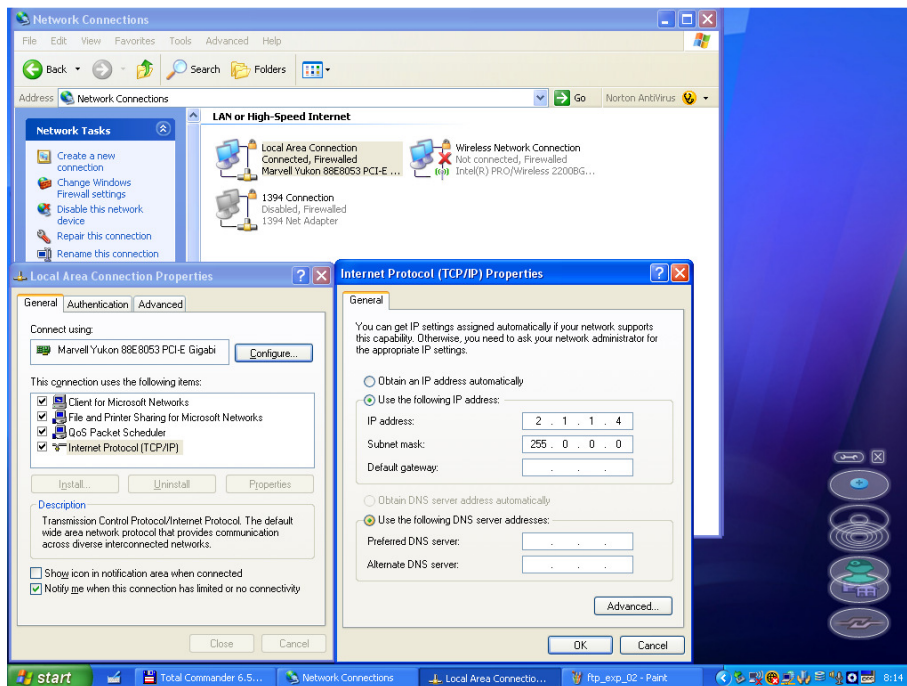 Network Connections
File Edit View Favorites Tools Advanced Help
Back Search Folders
Address Network Connections Go Norton AntiVirus
Network Tasks
Create a new
connection
Change Windows
Firewall settings
Disable this network
device
Repair this connection
Rename this connection
LAN or High-Speed Internet
Local Area Connection
Connected, Firewalled
Marvell Yukon 88E8053 PCI-E ...
Wireless Network Connection
Not connected, Firewalled
Intel(R) PRO/Wireless 2200BG...
1394 Connection
Disabled, Firewalled
1394 Net Adapter
Local Area Connection Properties
General Authentication Advanced
Connect using:
Marvell Yukon 88E8053 PCI-E Gigabi
Configure...
This connection uses the following items:
Client for Microsoft Networks
File and Printer Sharing for Microsoft Networks
QoS Packet Scheduler
Internet Protocol (TCP/IP)
Install... Uninstall Properties
Description
Transmission Control Protocol/Internet Protocol. The default
wide area network protocol that provides communication
across diverse interconnected networks.
Show icon in notification area when connected
Notify me when this connection has limited or no connectivity
Close Cancel
Internet Protocol (TCP/IP) Properties
General
You can get IP settings assigned automatically if your network supports
this capability. Otherwise, you need to ask your network administrator for
the appropriate IP settings.
Obtain an IP address automatically
Use the following IP address:
IP address: 2 . 1 . 1 . 4
Subnet mask: 255 . 0 . 0 . 0
Default gateway: . . .
Obtain DNS server address automatically
Use the following DNS server addresses:
Preferred DNS server: . . .
Alternate DNS server: . . .
Advanced...
OK Cancel
start Total Commander 6.5... Network Connections Local Area Connectio... ftp_exp_02 - Paint 8:14